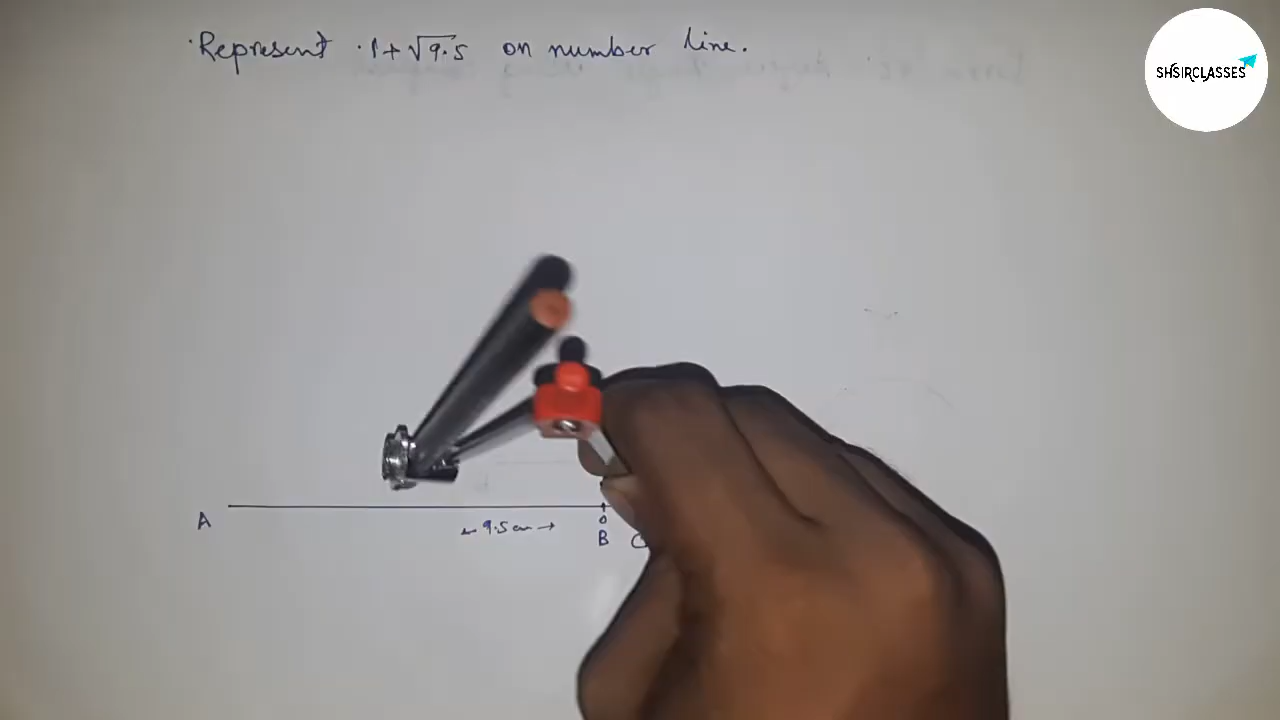 Represent 1+√9.5 on number line.
SHSIRCLASSES
A
← 9.5 cm →
0
B C